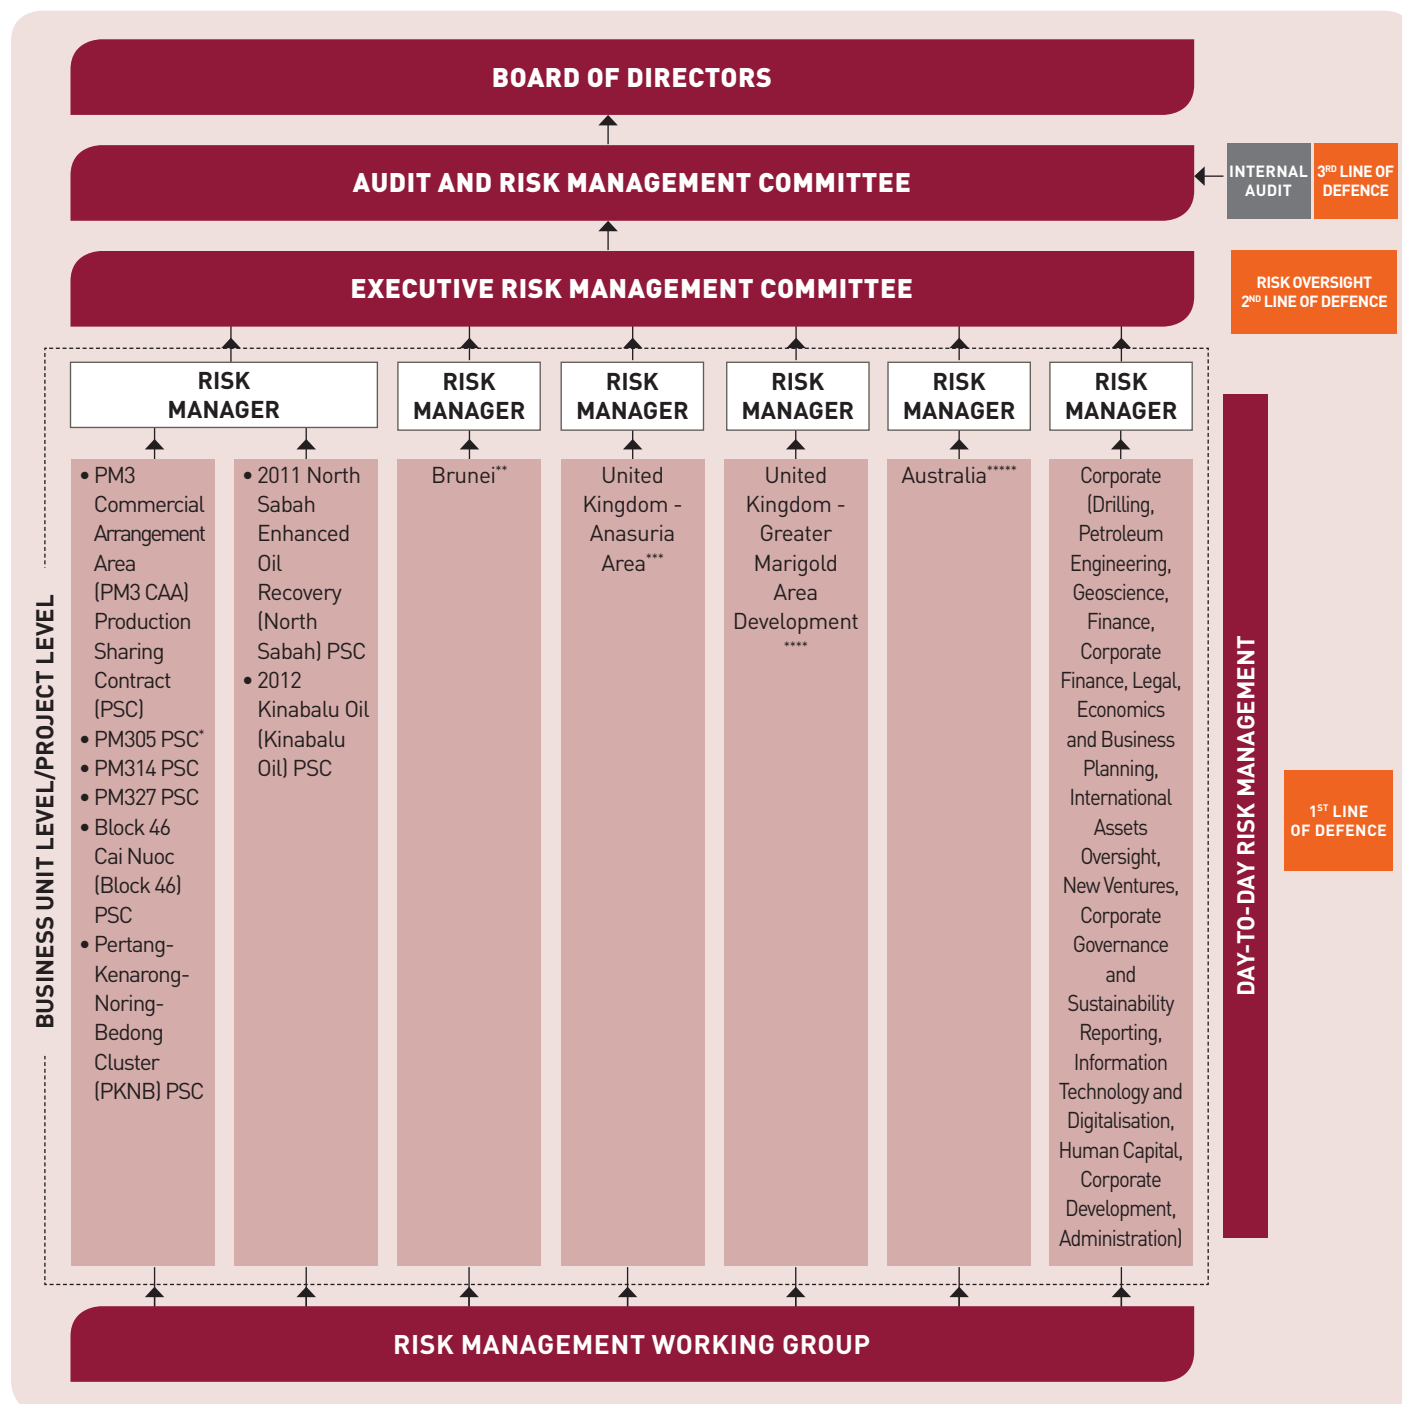 BOARD OF DIRECTORS
AUDIT AND RISK MANAGEMENT COMMITTEE
INTERNAL
AUDIT
3RD LINE OF
DEFENCE
EXECUTIVE RISK MANAGEMENT COMMITTEE
RISK OVERSIGHT
2ND LINE OF DEFENCE
BUSINESS UNIT LEVEL/PROJECT LEVEL
RISK
MANAGER
RISK
MANAGER
RISK
MANAGER
RISK
MANAGER
RISK
MANAGER
RISK
MANAGER
• PM3
Commercial
Arrangement
Area
(PM3 CAA)
Production
Sharing
Contract
(PSC)
• PM305 PSC*
• PM314 PSC
• PM327 PSC
• Block 46
Cai Nuoc
(Block 46)
PSC
• Pertang-
Kenarong-
Noring-
Bedong
Cluster
(PKNB) PSC
• 2011 North
Sabah
Enhanced
Oil
Recovery
(North
Sabah) PSC
• 2012
Kinabalu Oil
(Kinabalu
Oil) PSC
Brunei**
United
Kingdom -
Anasuria
Area***
United
Kingdom -
Greater
Marigold
Area
Development
****
Australia*****
Corporate
(Drilling,
Petroleum
Engineering,
Geoscience,
Finance,
Corporate
Finance, Legal,
Economics
and Business
Planning,
International
Assets
Oversight,
New Ventures,
Corporate
Governance
and
Sustainability
Reporting,
Information
Technology and
Digitalisation,
Human Capital,
Corporate
Development,
Administration)
DAY-TO-DAY RISK MANAGEMENT
1ST LINE
OF DEFENCE
RISK MANAGEMENT WORKING GROUP